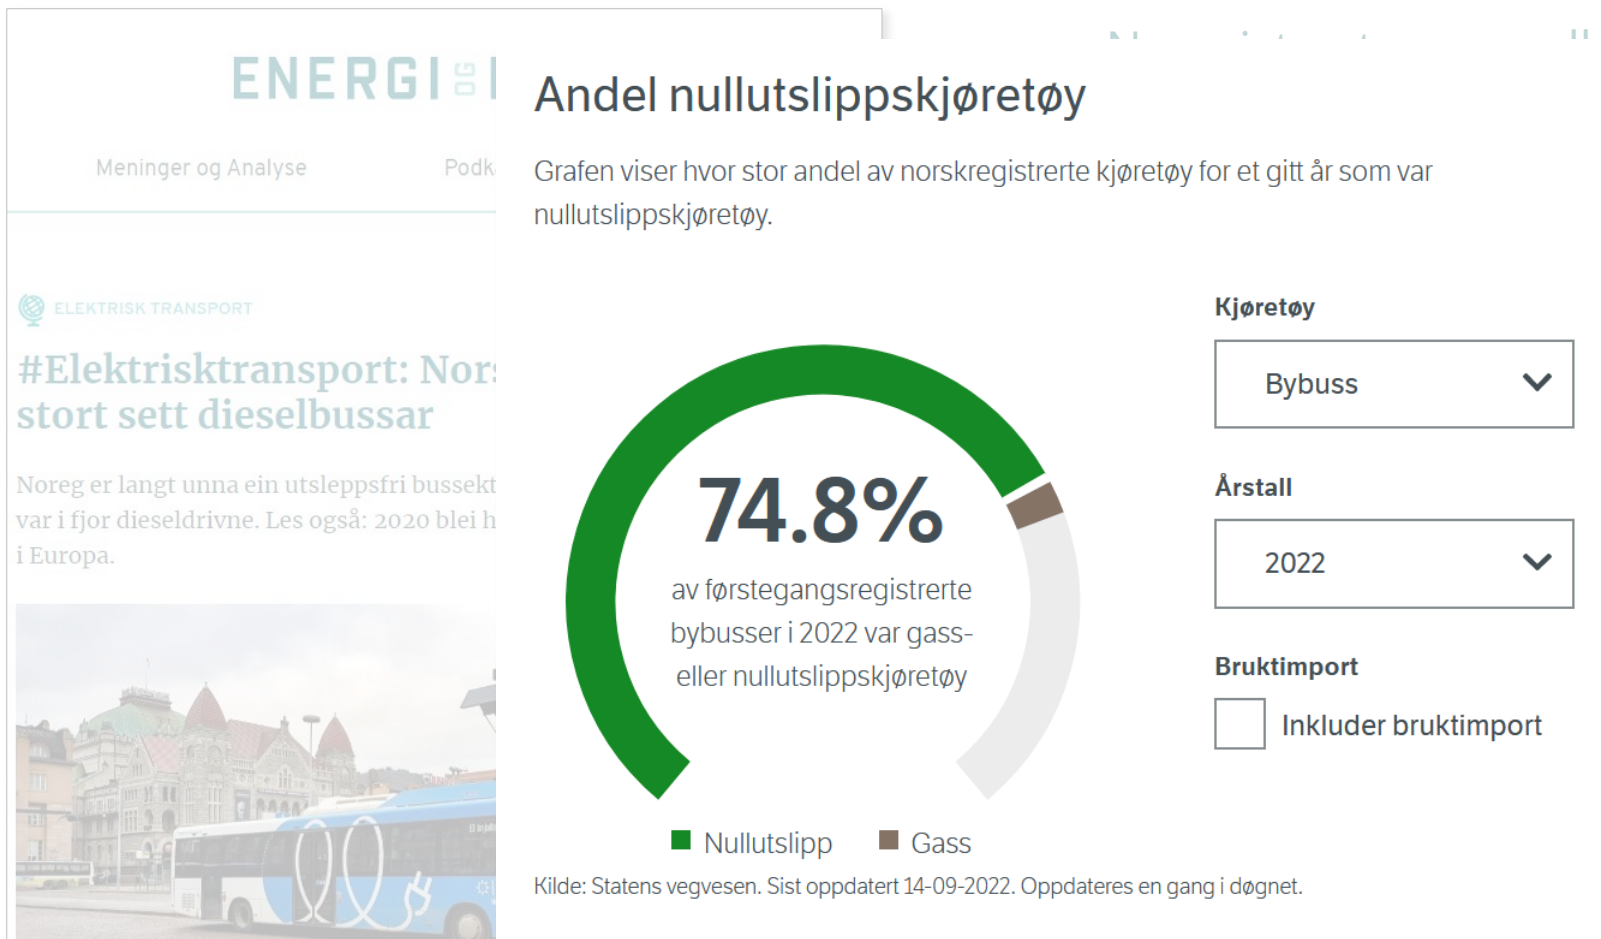 ENERGI OG
Meninger og Analyse
ELEKTRISK TRANSPORT
#Elektrisktransport:
stort sett dieselbussar
Noreg er langt unna ein utsleppsfri
var i fjor dieseldrivne. Les også: 2020 blei
i Europa.
Andel nullutslippskjøretøy
Grafen viser hvor stor andel av norskregistrerte kjøretøy for et gitt år som var
nullutslippskjøretøy.
74.8%
av førstegangsregistrerte
bybusser i 2022 var gass-
eller nullutslippskjøretøy
Nullutslipp
Gass
Kilde: Statens vegvesen. Sist oppdatert 14-09-2022. Oppdateres en gang i døgnet.
Kjøretøy
Bybuss
Årstall
2022
Bruktimport
Inkluder bruktimport